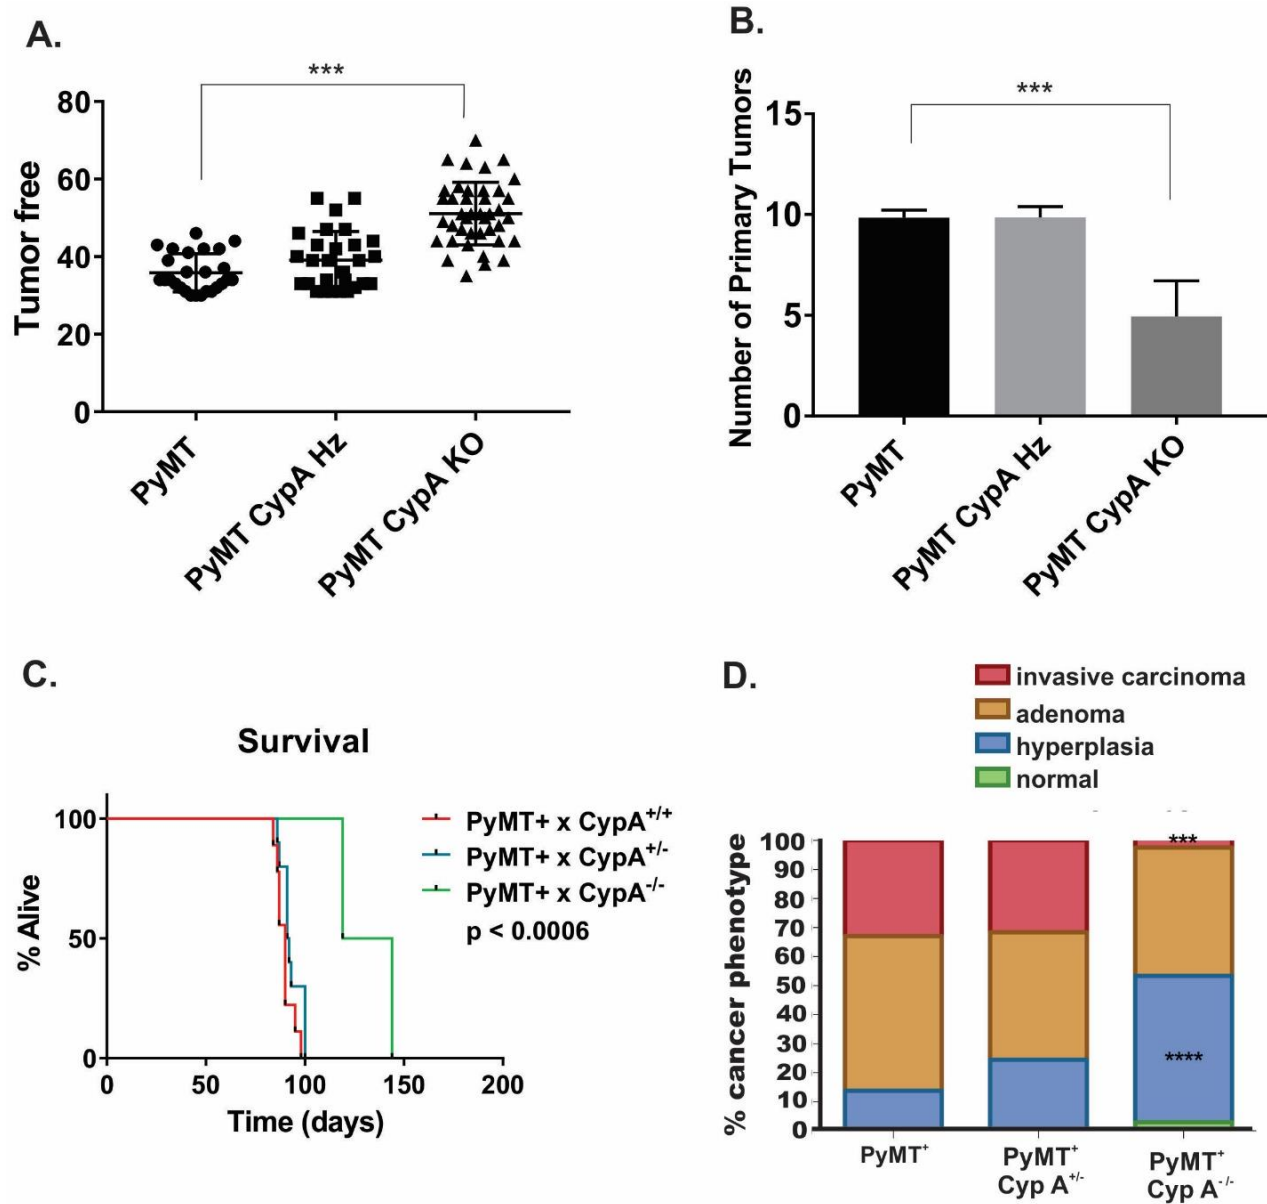 A.
***
80
60
40
20
0
Tumor free
PyMT
PyMT CypA Hz
PyMT CypA KO
B.
***
15
10
5
0
Number of Primary Tumors
PyMT
PyMT CypA Hz
PyMT CypA KO
C.
Survival
100
50
0
% Alive
0 50 100 150 200
Time (days)
PyMT+ x CypA+/+
PyMT+ x CypA+/-
PyMT+ x CypA-/-
p < 0.0006
D.
invasive carcinoma
adenoma
hyperplasia
normal
100
90
80
70
60
50
40
30
20
10
0
% cancer phenotype
***
****
PyMT+
PyMT+
Cyp A+/-
PyMT+
Cyp A-/-